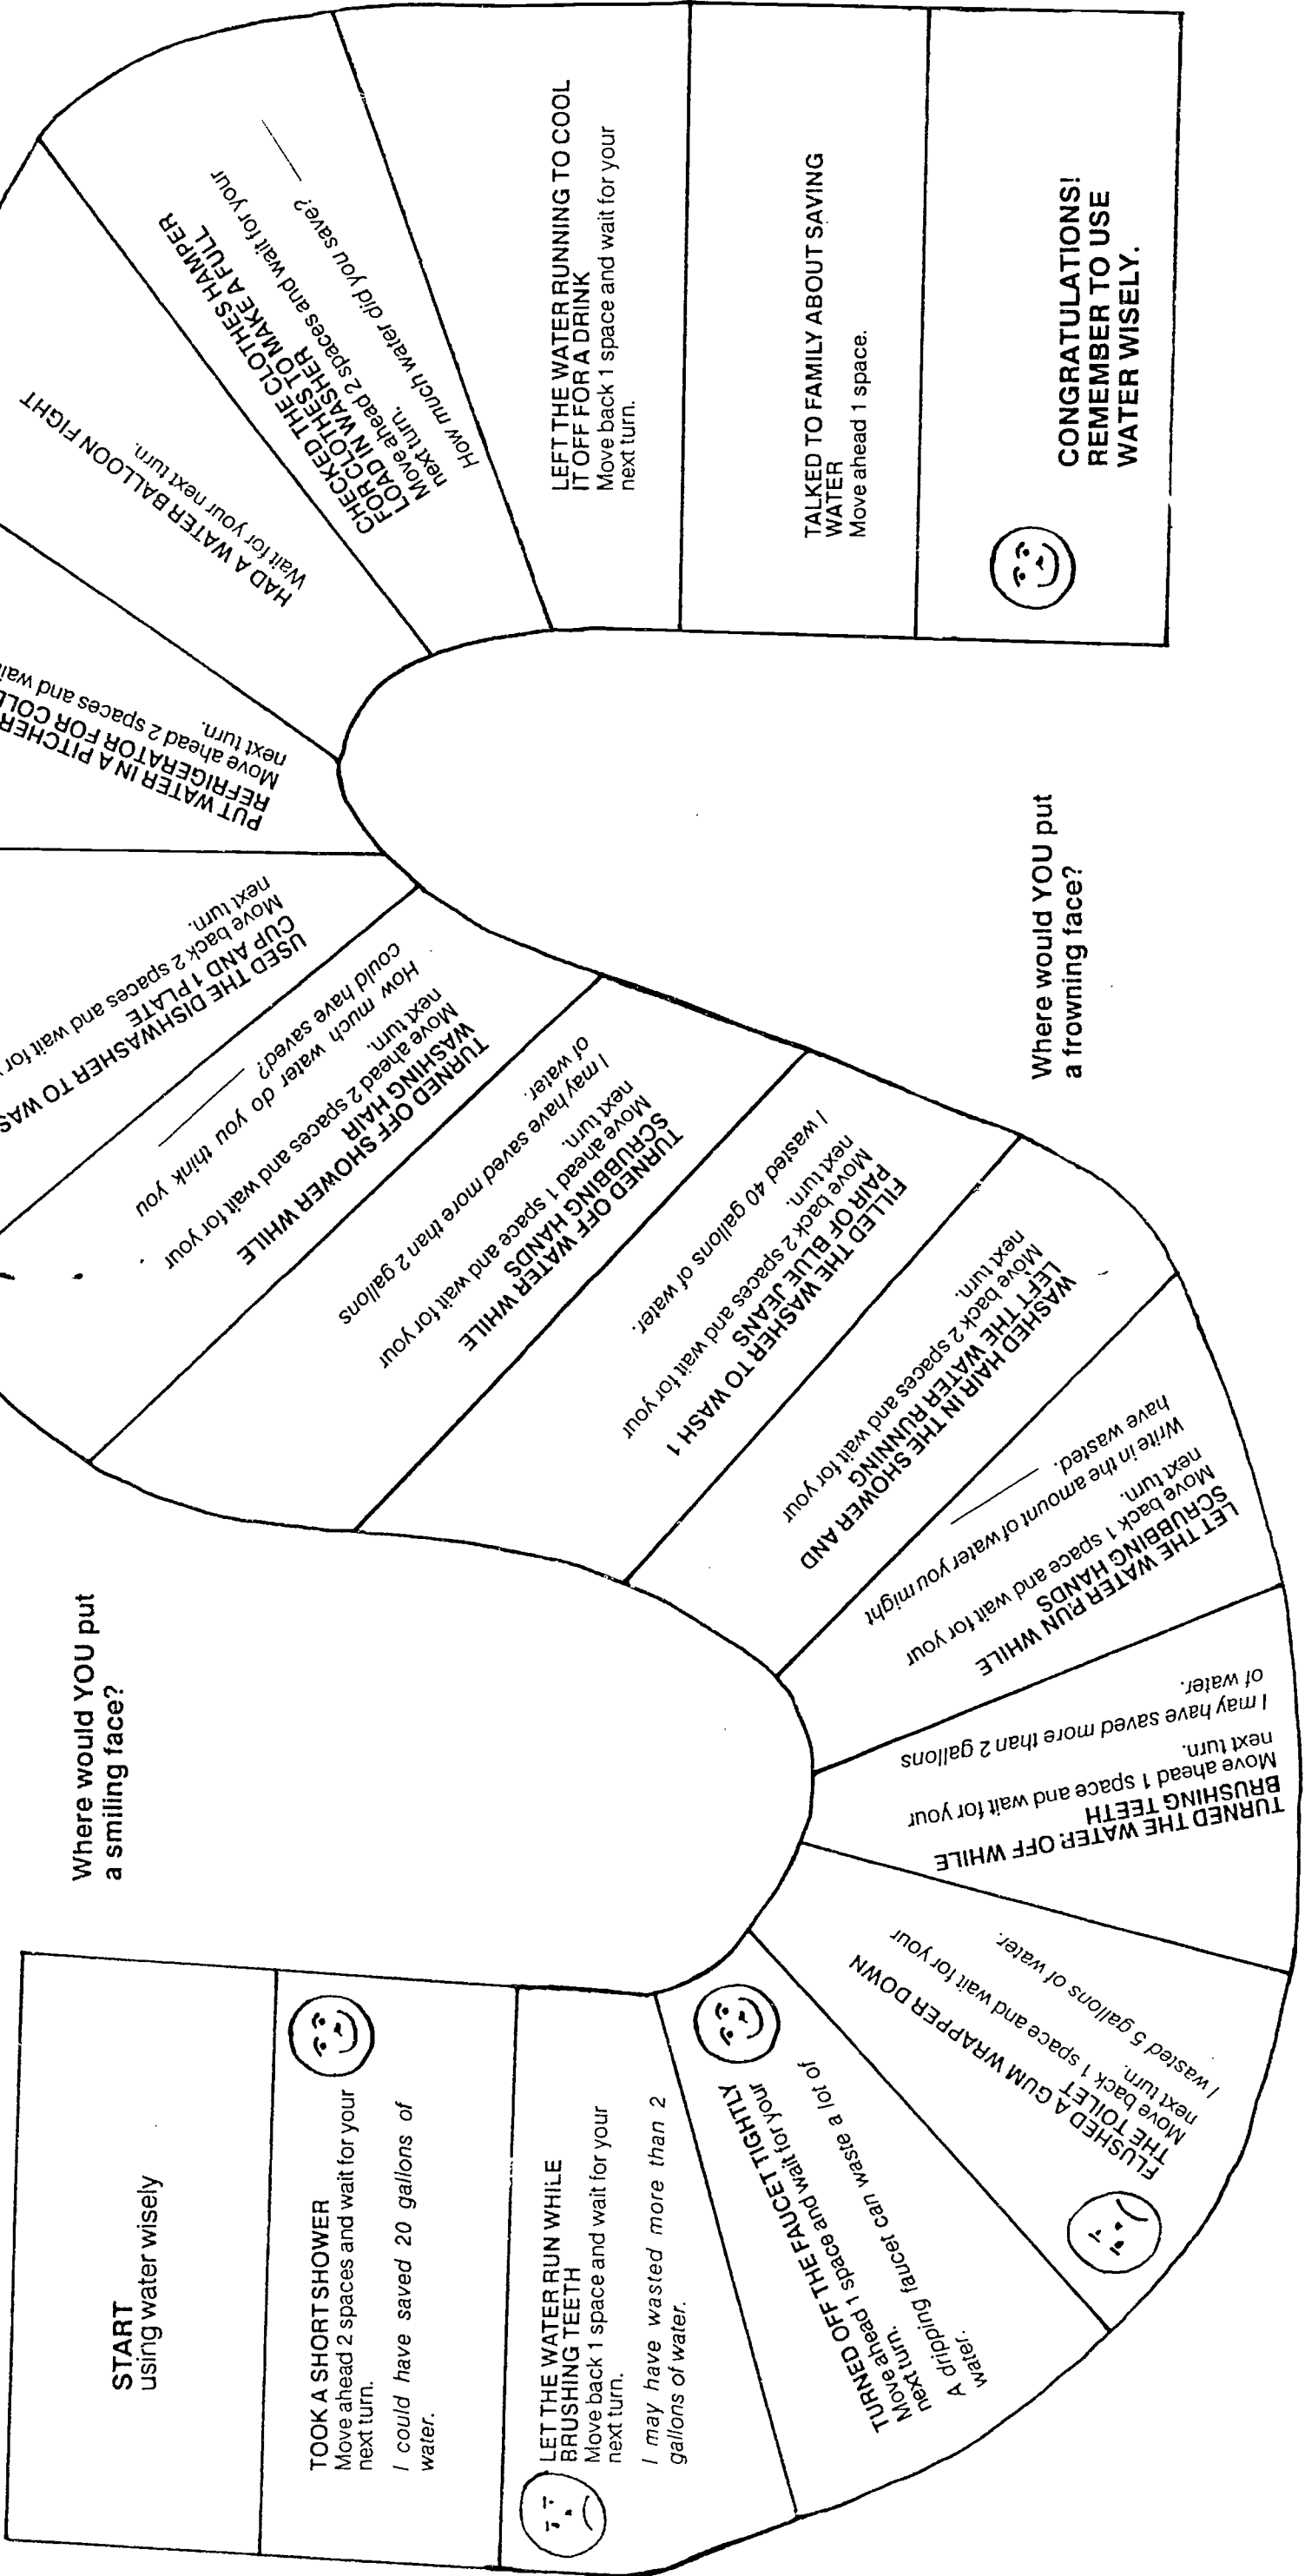 START
using water wisely
TOOK A SHORT SHOWER
Move ahead 2 spaces and wait for your
next turn.
I could have saved 20 gallons of
water.
LET THE WATER RUN WHILE
BRUSHING TEETH
Move back 1 space and wait for your
next turn.
I may have wasted more than 2
gallons of water.
TURNED OFF THE FAUCET TIGHTLY
Move ahead 1 space and wait for your
next turn.
A dripping faucet can waste a lot of
water.
FLUSHED A GUM WRAPPER DOWN
THE TOILET
Move back 1 space and wait for your
next turn.
I wasted 5 gallons of water.
TURNED THE WATER OFF WHILE
BRUSHING TEETH
Move ahead 1 space and wait for your
next turn.
I may have saved more than 2 gallons
of water.
LET THE WATER RUN WHILE
SCRUBBING HANDS
Move back 1 space and wait for your
next turn.
Write in the amount of water you might
have wasted.
WASHED HAIR IN THE SHOWER AND
LEFT THE WATER RUNNING
Move back 2 spaces and wait for your
next turn.
FILLED THE WASHER TO WASH 1
PAIR OF BLUE JEANS
Move back 2 spaces and wait for your
next turn.
I wasted 40 gallons of water.
TURNED OFF WATER WHILE
SCRUBBING HANDS
Move ahead 1 space and wait for your
next turn.
I may have saved more than 2 gallons
of water.
TURNED OFF SHOWER WHILE
WASHING HAIR
Move ahead 2 spaces and wait for your
next turn.
How much water do you think you
could have saved?
USED THE DISHWASHER TO WAS
CUP AND 1 PLATE
Move back 2 spaces and wait for
next turn.
PUT WATER IN A PITCHER
REFRIGERATOR FOR COL
Move ahead 2 spaces and wai
next turn.
HAD A WATER BALLOON FIGHT
Wait for your next turn.
CHECKED THE CLOTHES HAMPER
FOR CLOTHES TO MAKE A FULL
LOAD IN WASHER
Move ahead 2 spaces and wait for your
next turn.
How much water did you save?
LEFT THE WATER RUNNING TO COOL
IT OFF FOR A DRINK
Move back 1 space and wait for your
next turn.
TALKED TO FAMILY ABOUT SAVING
WATER
Move ahead 1 space.
CONGRATULATIONS!
REMEMBER TO USE
WATER WISELY.
Where would YOU put
a smiling face?
Where would YOU put
a frowning face?